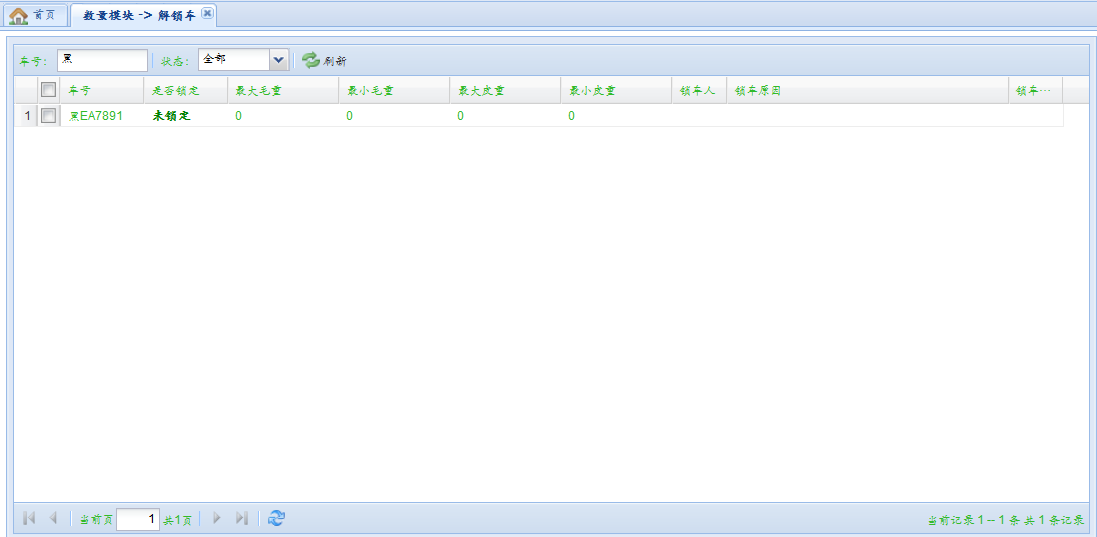 首页 数量模块 -> 解锁车
车号： 黑 状态： 全部 刷新
车号 是否锁定 最大毛重 最小毛重 最大皮重 最小皮重 锁车人 锁车原因 锁车…
1 黑EA7891 未锁定 0 0 0 0
当前页 1 共1页 当前记录 1 -- 1 条 共 1 条记录